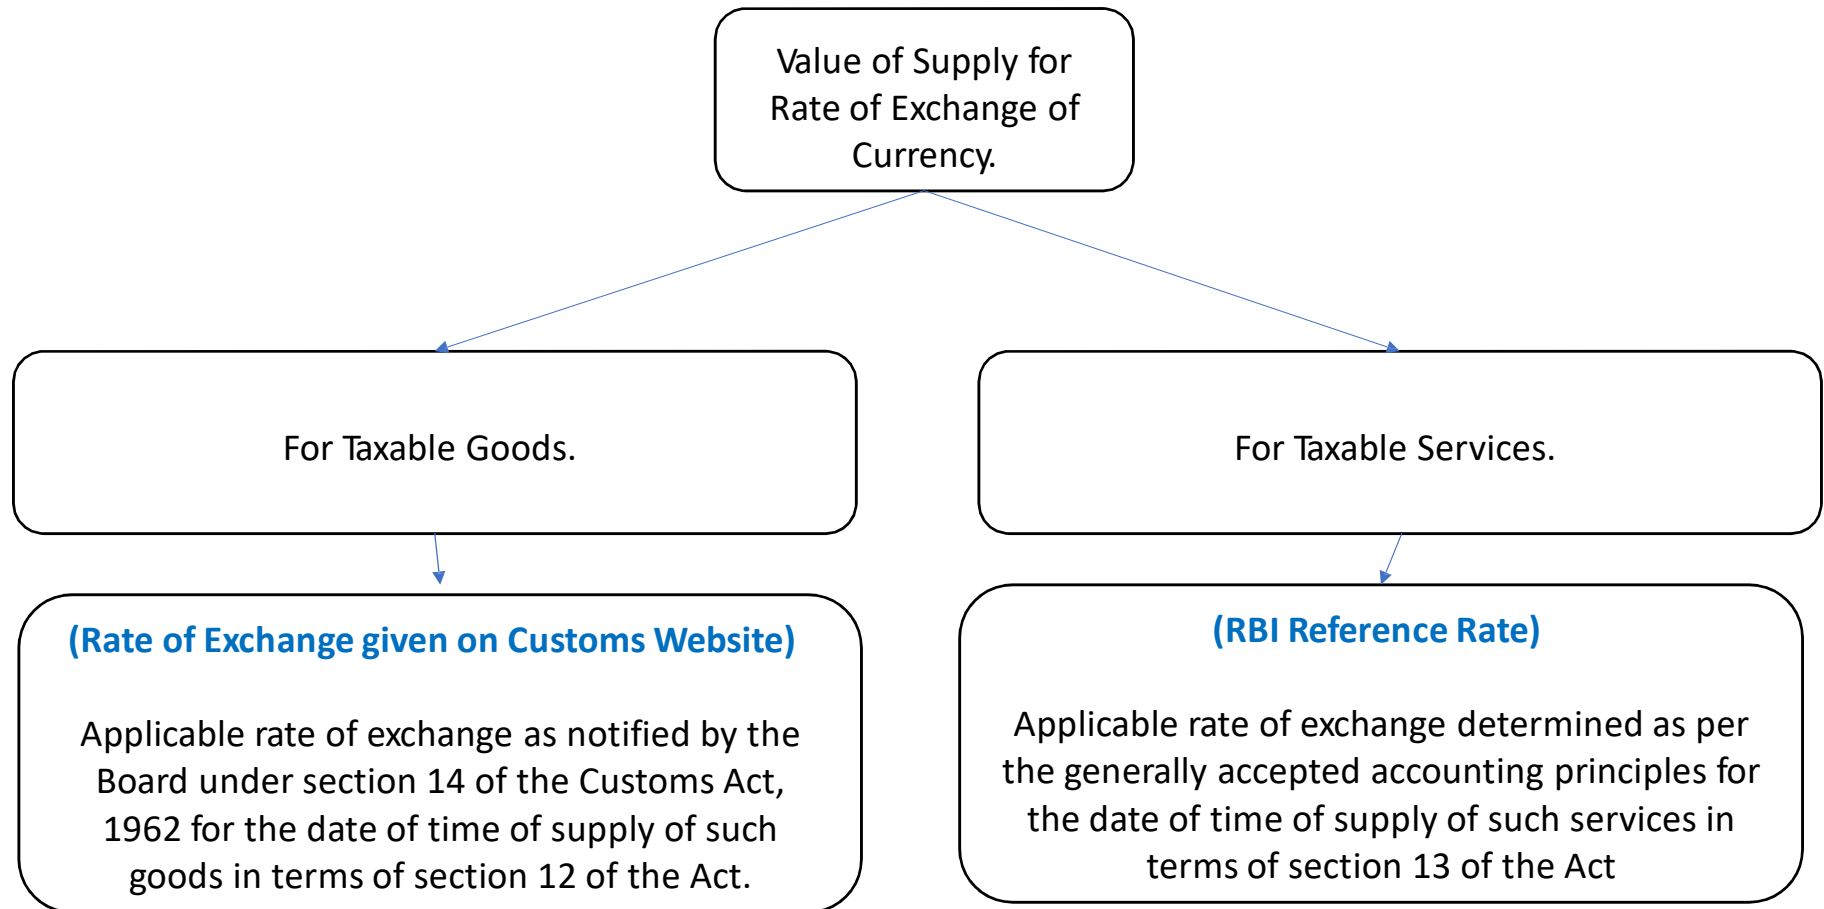 Value of Supply for
Rate of Exchange of
Currency.
For Taxable Goods.
For Taxable Services.
(Rate of Exchange given on Customs Website)
Applicable rate of exchange as notified by the
Board under section 14 of the Customs Act,
1962 for the date of time of supply of such
goods in terms of section 12 of the Act.
(RBI Reference Rate)
Applicable rate of exchange determined as per
the generally accepted accounting principles for
the date of time of supply of such services in
terms of section 13 of the Act